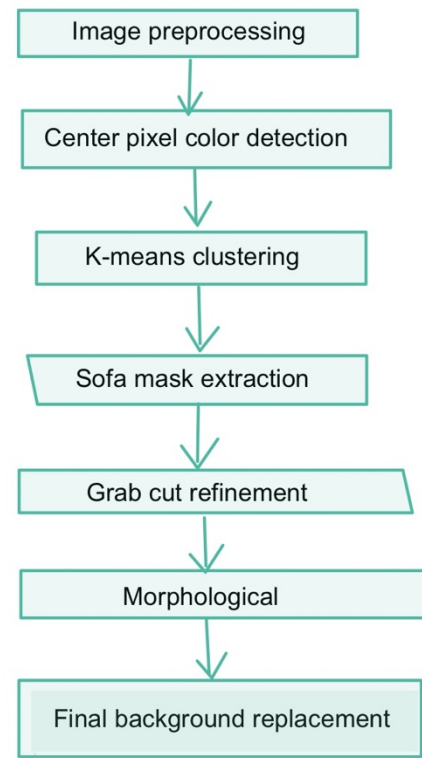 Image preprocessing
Center pixel color detection
K-means clustering
Sofa mask extraction
Grab cut refinement
Morphological
Final background replacement